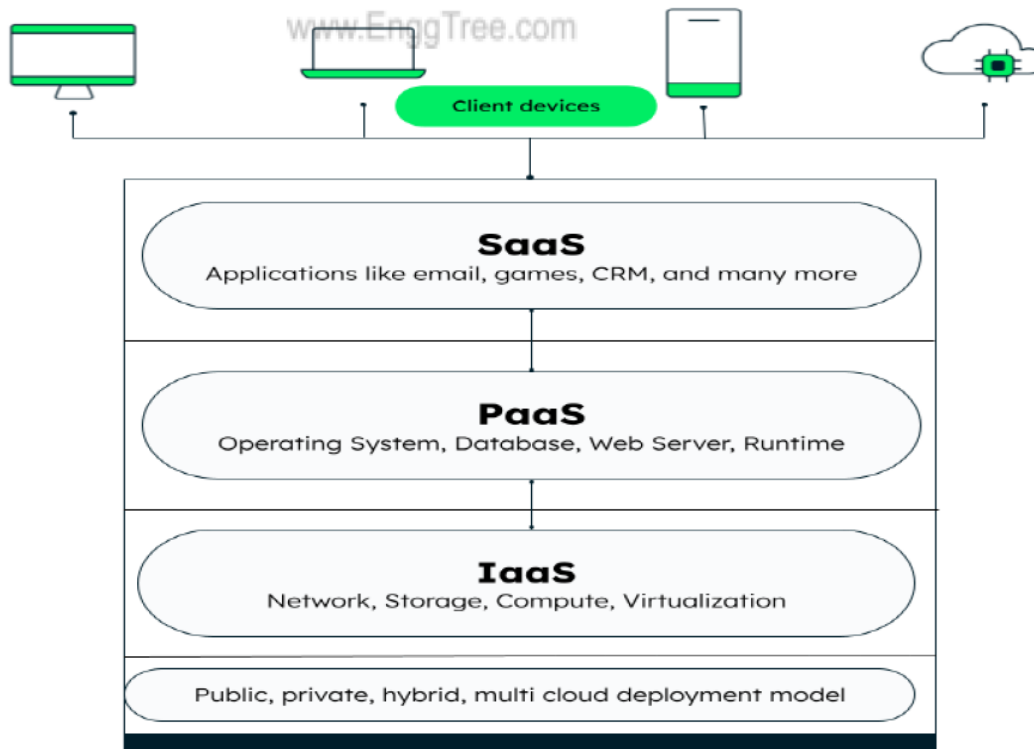 www.EnggTree.com
Client devices
SaaS
Applications like email, games, CRM, and many more
PaaS
Operating System, Database, Web Server, Runtime
IaaS
Network, Storage, Compute, Virtualization
Public, private, hybrid, multi cloud deployment model